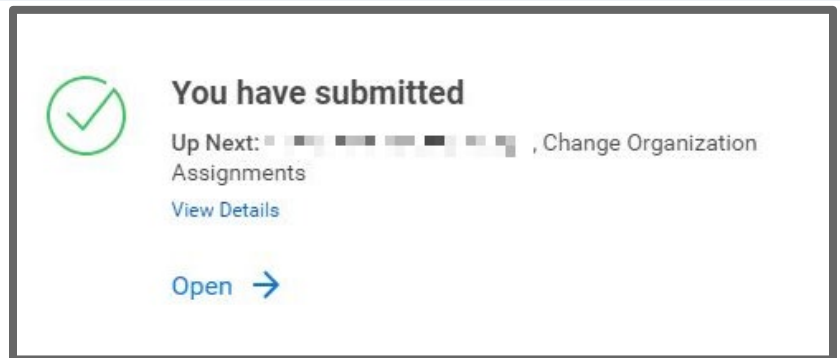 You have submitted
Up Next: , Change Organization
Assignments
View Details
Open